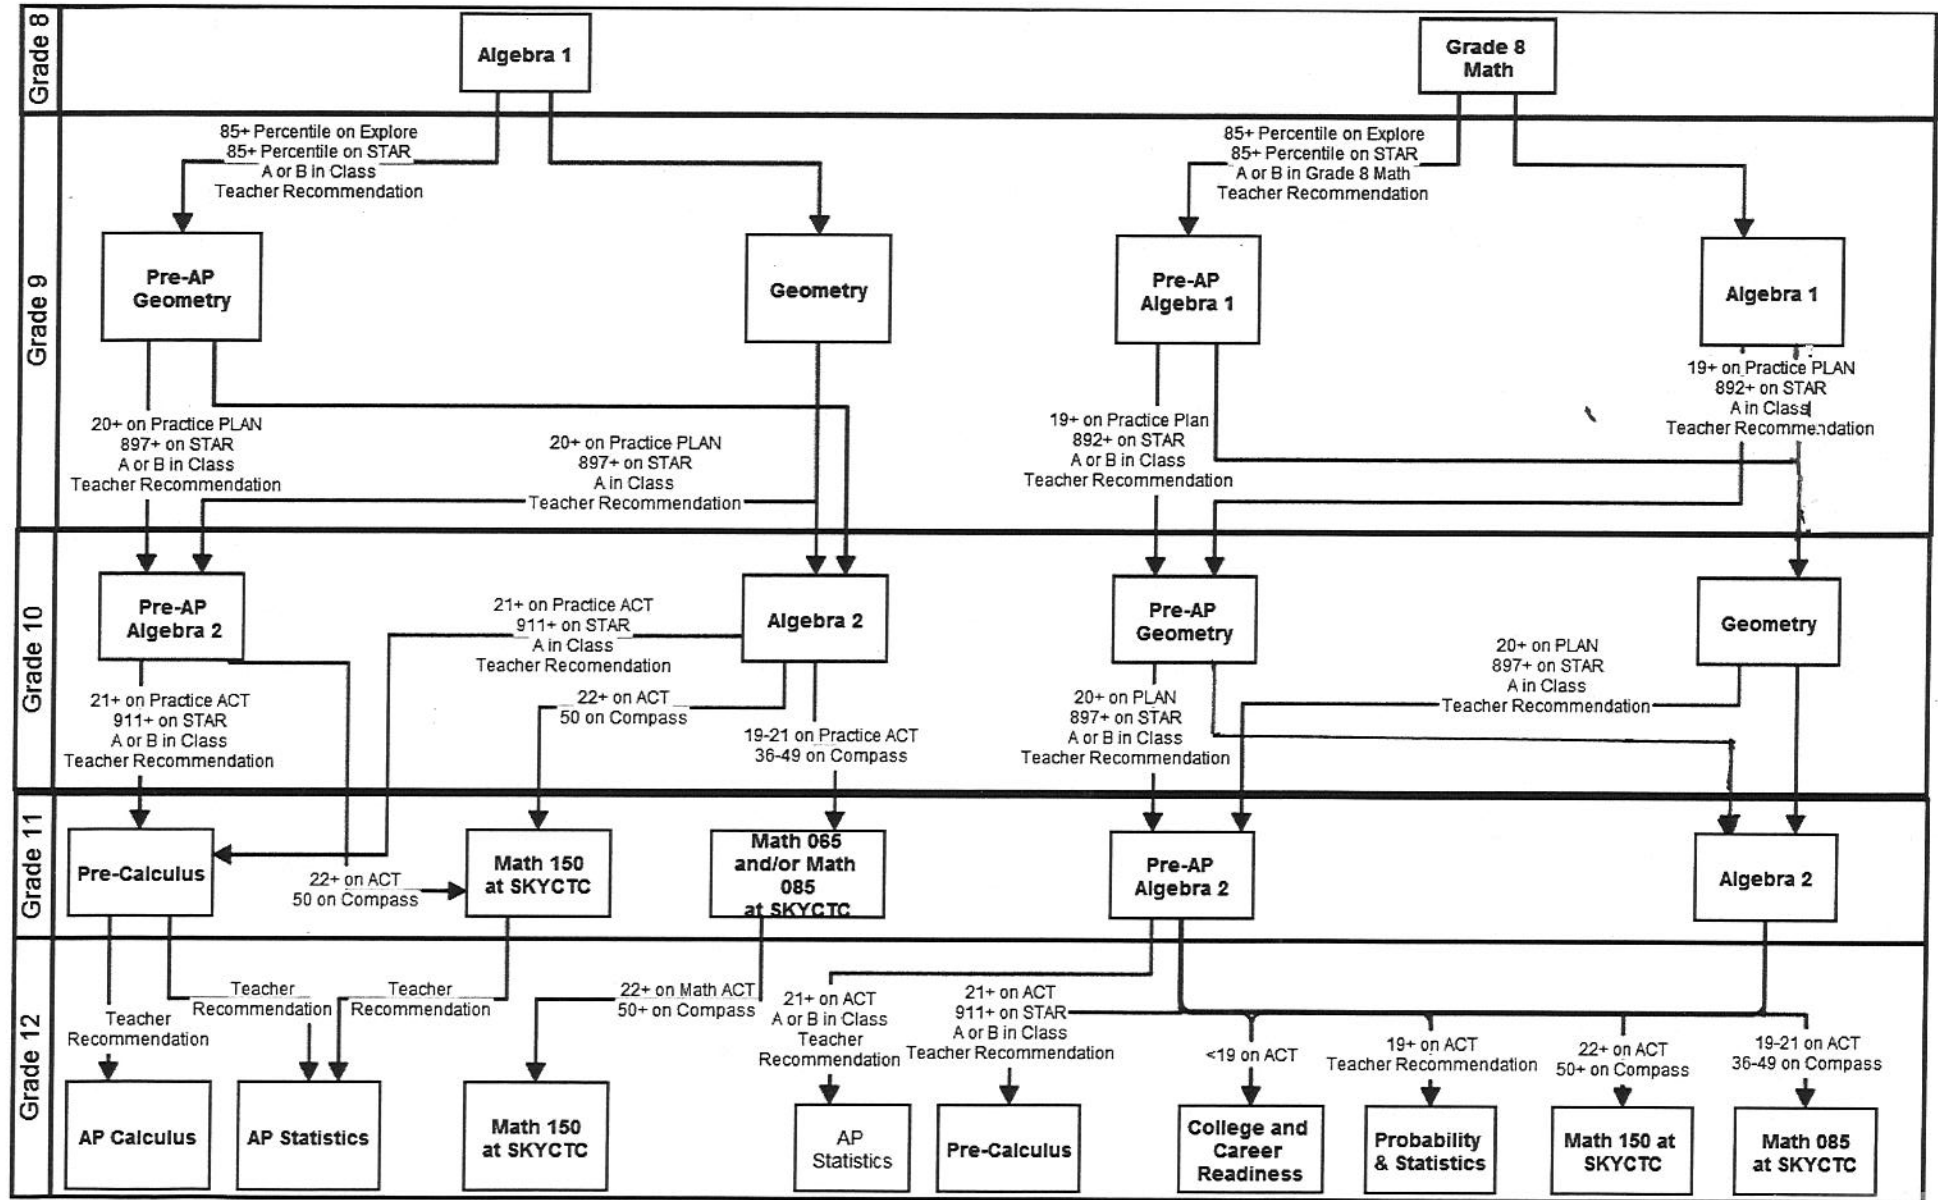 Grade 8
Algebra 1
Grade 8
Math
Grade 9
85+ Percentile on Explore
85+ Percentile on STAR
A or B in Class
Teacher Recommendation
85+ Percentile on Explore
85+ Percentile on STAR
A or B in Grade 8 Math
Teacher Recommendation
Pre-AP
Geometry
Geometry
Pre-AP
Algebra 1
Algebra 1
20+ on Practice PLAN
897+ on STAR
A or B in Class
Teacher Recommendation
20+ on Practice PLAN
897+ on STAR
A in Class
Teacher Recommendation
19+ on Practice Plan
892+ on STAR
A or B in Class
Teacher Recommendation
19+ on Practice PLAN
892+ on STAR
A in Class
Teacher Recommendation
Grade 10
Pre-AP
Algebra 2
21+ on Practice ACT
911+ on STAR
A in Class
Teacher Recomendation
Algebra 2
Pre-AP
Geometry
Geometry
20+ on PLAN
897+ on STAR
A in Class
Teacher Recommendation
21+ on Practice ACT
911+ on STAR
A or B in Class
Teacher Recommendation
22+ on ACT
50 on Compass
19-21 on Practice ACT
36-49 on Compass
20+ on PLAN
897+ on STAR
A or B in Class
Teacher Recommendation
Grade 11
Pre-Calculus
22+ on ACT
50 on Compass
Math 150
at SKYCTC
Math 065
and/or Math
085
at SKYCTC
Pre-AP
Algebra 2
Algebra 2
Grade 12
Teacher
Recommendation
Teacher
Recommendation
Teacher
Recommendation
22+ on Math ACT
50+ on Compass
21+ on ACT
A or B in Class
Teacher
Recommendation
21+ on ACT
911+ on STAR
A or B in Class
Teacher Recommendation
<19 on ACT
19+ on ACT
Teacher Recommendation
22+ on ACT
50+ on Compass
19-21 on ACT
36-49 on Compass
AP Calculus
AP Statistics
Math 150
at SKYCTC
AP
Statistics
Pre-Calculus
College and
Career
Readiness
Probability
& Statistics
Math 150 at
SKYCTC
Math 085
at SKYCTC